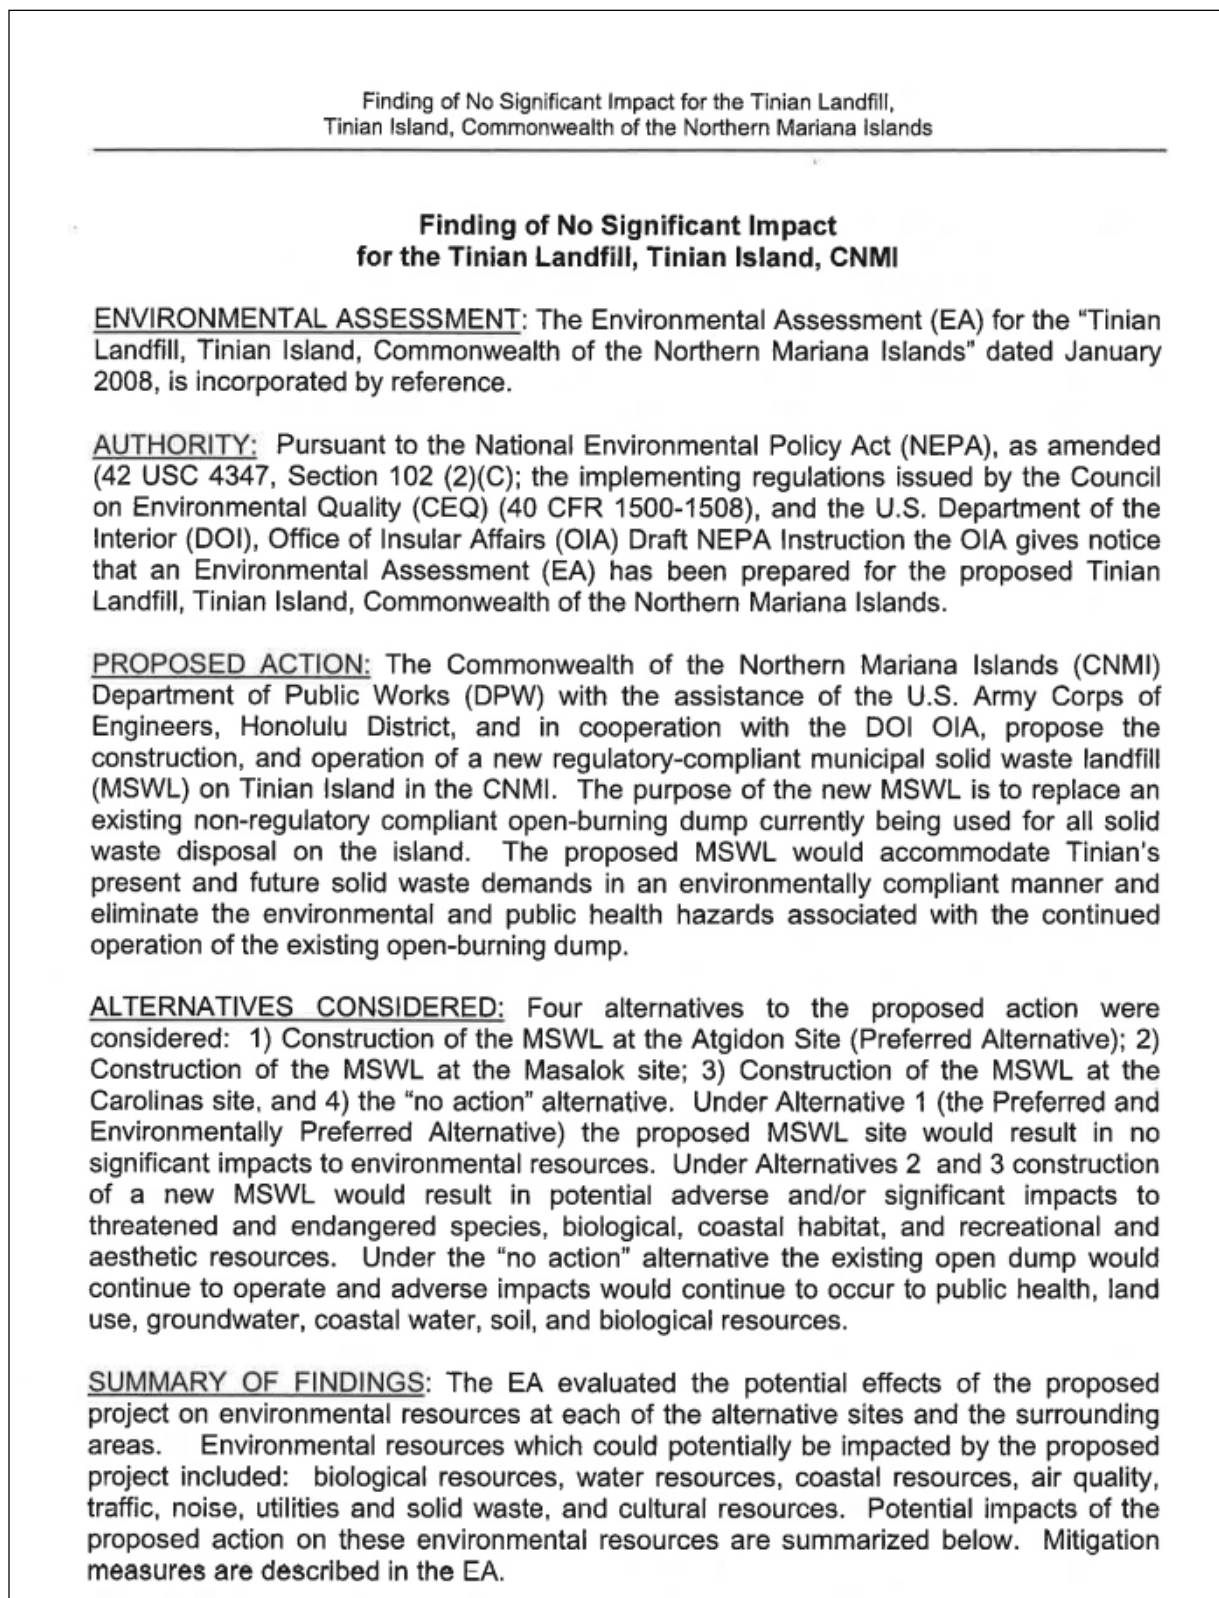 Finding of No Significant Impact for the Tinian Landfill,
Tinian Island, Commonwealth of the Northern Mariana Islands
Finding of No Significant Impact
for the Tinian Landfill, Tinian Island, CNMI
ENVIRONMENTAL ASSESSMENT: The Environmental Assessment (EA) for the “Tinian
Landfill, Tinian Island, Commonwealth of the Northern Mariana Islands” dated January
2008, is incorporated by reference.
AUTHORITY: Pursuant to the National Environmental Policy Act (NEPA), as amended
(42 USC 4347, Section 102 (2)(C); the implementing regulations issued by the Council
on Environmental Quality (CEQ) (40 CFR 1500-1508), and the U.S. Department of the
Interior (DOI), Office of Insular Affairs (OIA) Draft NEPA Instruction the OIA gives notice
that an Environmental Assessment (EA) has been prepared for the proposed Tinian
Landfill, Tinian Island, Commonwealth of the Northern Mariana Islands.
PROPOSED ACTION: The Commonwealth of the Northern Mariana Islands (CNMI)
Department of Public Works (DPW) with the assistance of the U.S. Army Corps of
Engineers, Honolulu District, and in cooperation with the DOI OIA, propose the
construction, and operation of a new regulatory-compliant municipal solid waste landfill
(MSWL) on Tinian Island in the CNMI. The purpose of the new MSWL is to replace an
existing non-regulatory compliant open-burning dump currently being used for all solid
waste disposal on the island. The proposed MSWL would accommodate Tinian's
present and future solid waste demands in an environmentally compliant manner and
eliminate the environmental and public health hazards associated with the continued
operation of the existing open-burning dump.
ALTERNATIVES CONSIDERED: Four alternatives to the proposed action were
considered: 1) Construction of the MSWL at the Atgidon Site (Preferred Alternative); 2)
Construction of the MSWL at the Masalok site; 3) Construction of the MSWL at the
Carolinas site, and 4) the “no action” alternative. Under Alternative 1 (the Preferred and
Environmentally Preferred Alternative) the proposed MSWL site would result in no
significant impacts to environmental resources. Under Alternatives 2 and 3 construction
of a new MSWL would result in potential adverse and/or significant impacts to
threatened and endangered species, biological, coastal habitat, and recreational and
aesthetic resources. Under the “no action” alternative the existing open dump would
continue to operate and adverse impacts would continue to occur to public health, land
use, groundwater, coastal water, soil, and biological resources.
SUMMARY OF FINDINGS: The EA evaluated the potential effects of the proposed
project on environmental resources at each of the alternative sites and the surrounding
areas. Environmental resources which could potentially be impacted by the proposed
project included: biological resources, water resources, coastal resources, air quality,
traffic, noise, utilities and solid waste, and cultural resources. Potential impacts of the
proposed action on these environmental resources are summarized below. Mitigation
measures are described in the EA.